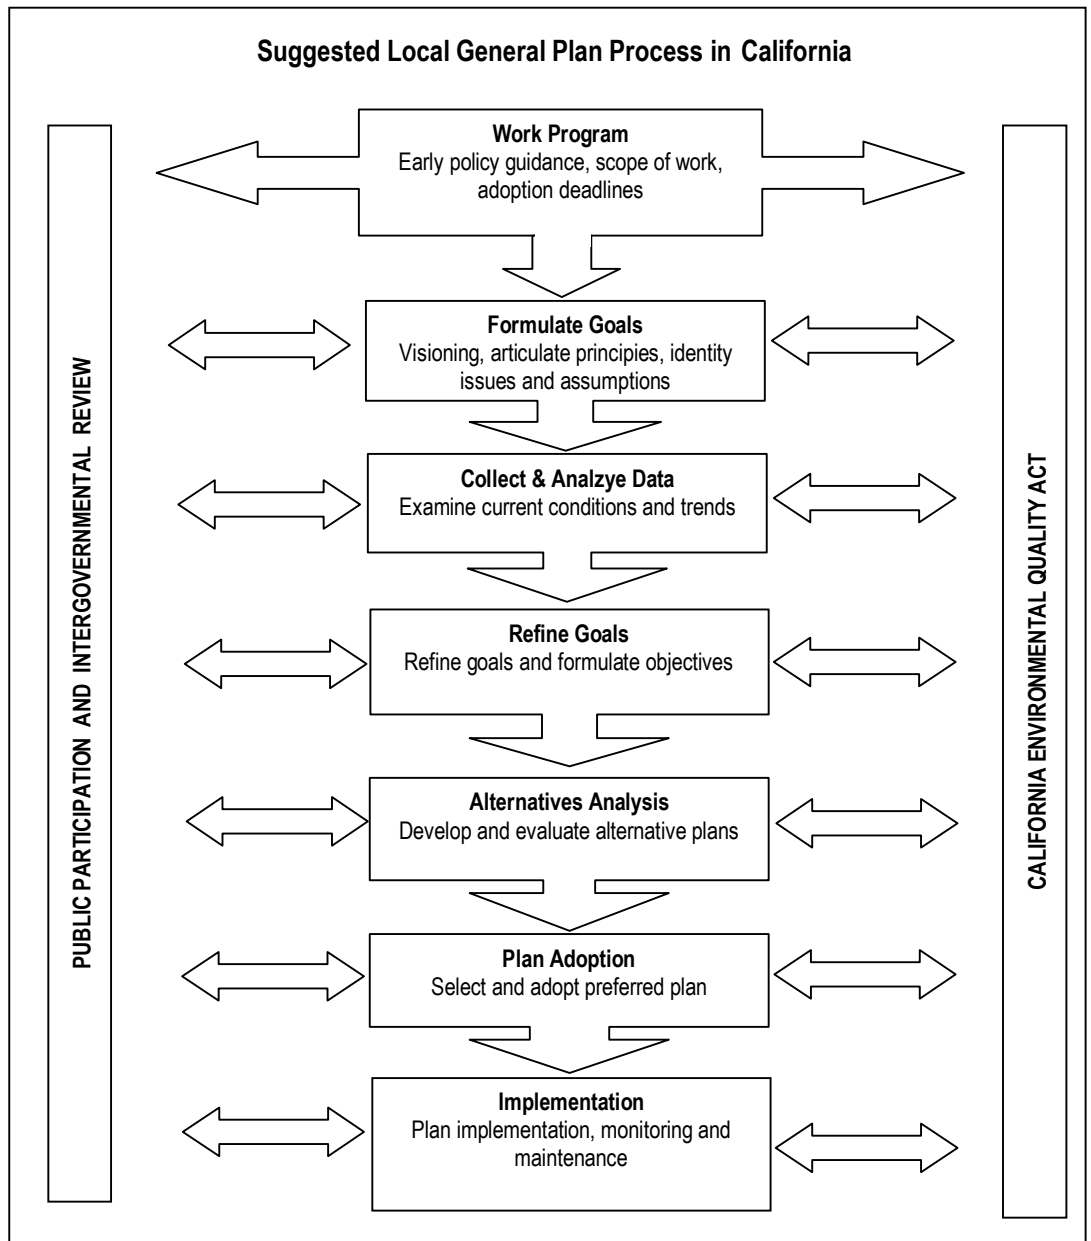 Suggested Local General Plan Process in California
PUBLIC PARTICIPATION AND INTERGOVERNMENTAL REVIEW
Work Program
Early policy guidance, scope of work,
adoption deadlines
Formulate Goals
Visioning, articulate principies, identity
issues and assumptions
Collect & Analzye Data
Examine current conditions and trends
Refine Goals
Refine goals and formulate objectives
Alternatives Analysis
Develop and evaluate alternative plans
Plan Adoption
Select and adopt preferred plan
Implementation
Plan implementation, monitoring and
maintenance
CALIFORNIA ENVIRONMENTAL QUALITY ACT